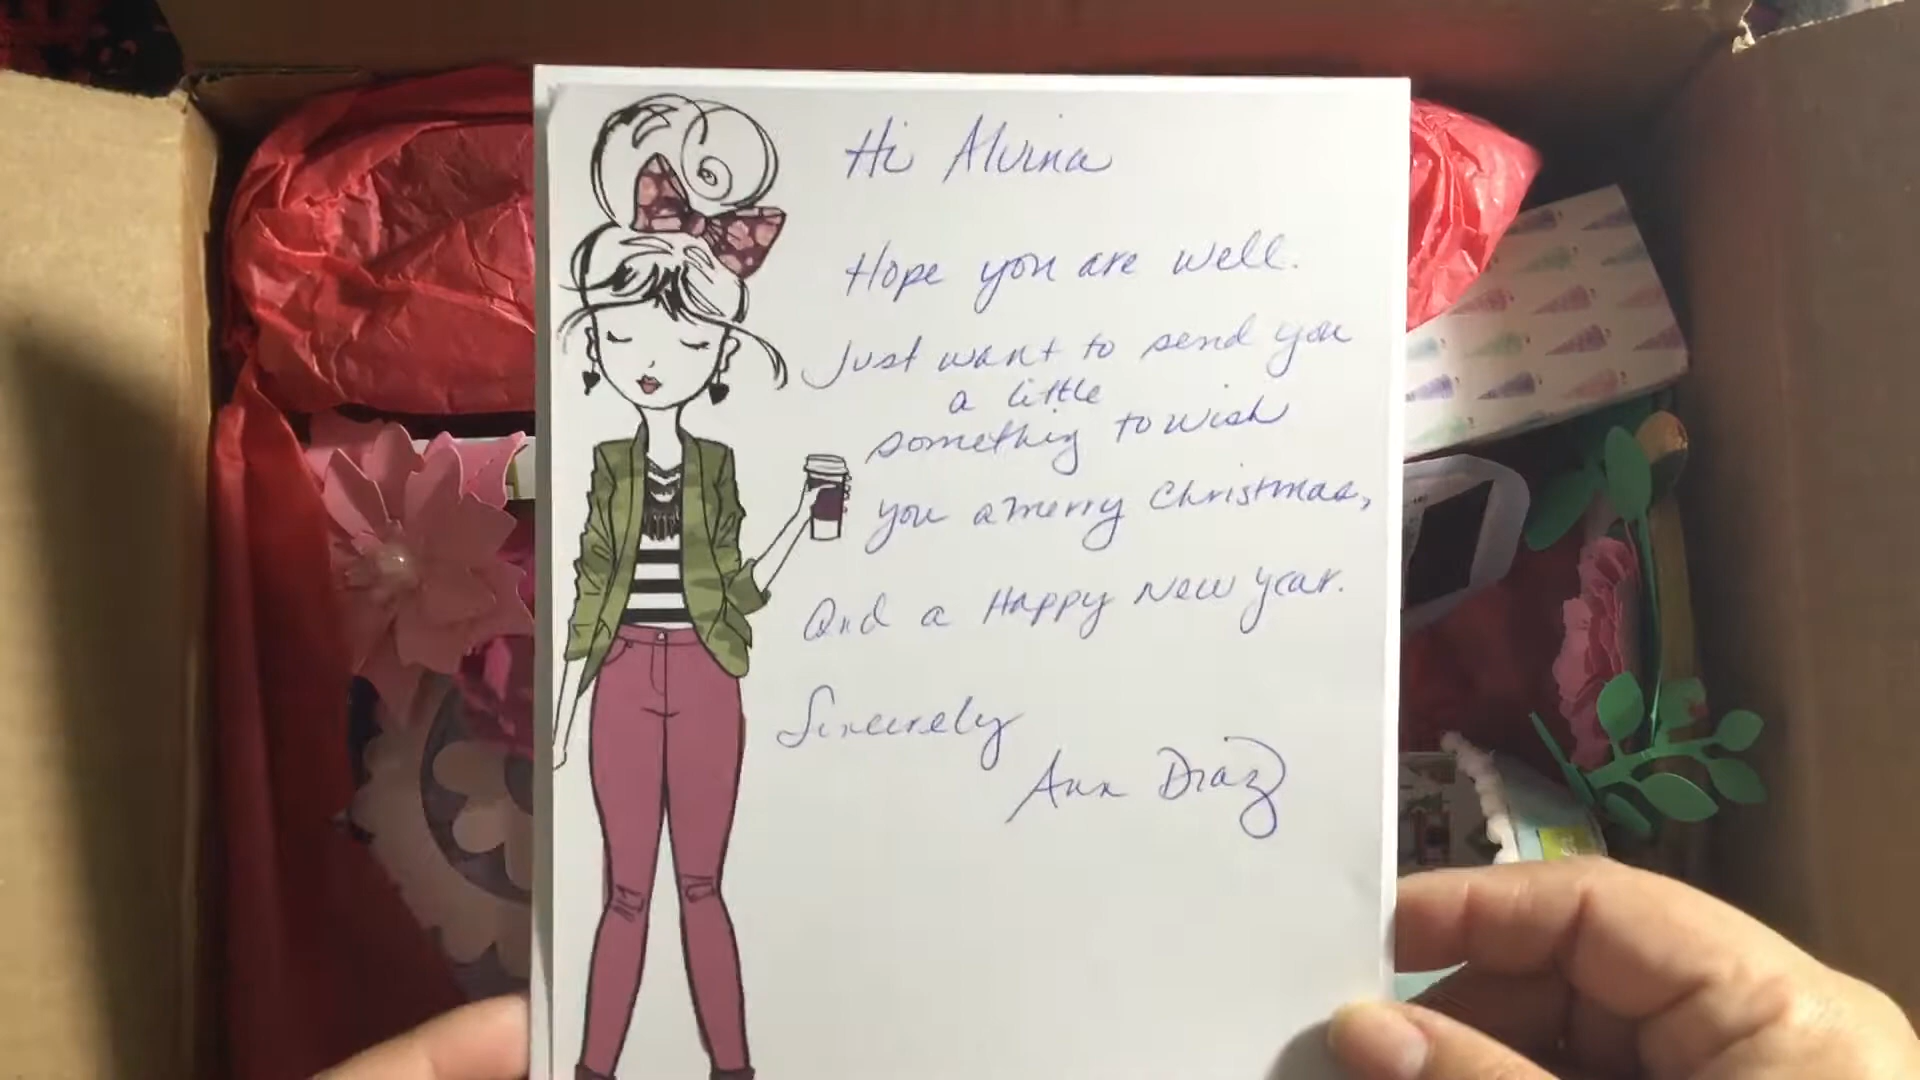 Hi Alvina
Hope you are well.
Just want to send you
a little
something to wish
you a merry Christmas,
And a Happy New Year.
Sincerely
Ann Diaz